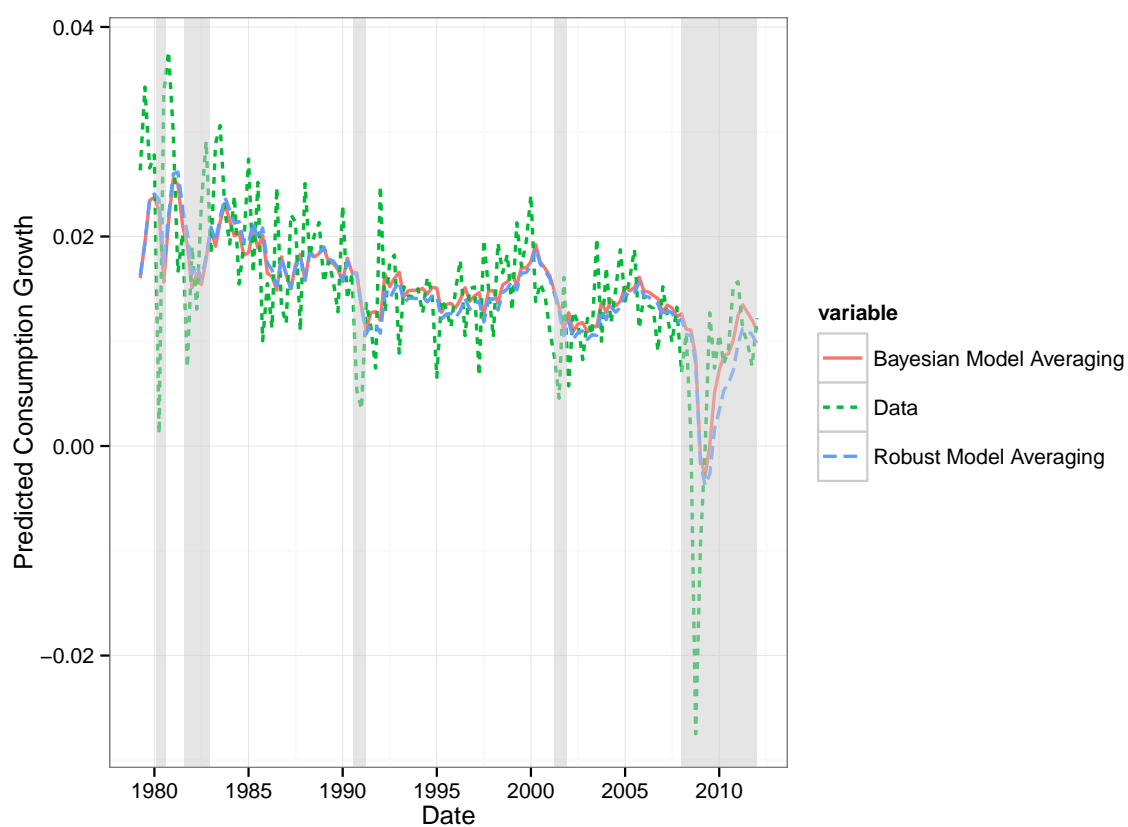 0.04
0.02
0.00
−0.02
Predicted Consumption Growth
1980 1985 1990 1995 2000 2005 2010
Date
variable
Bayesian Model Averaging
Data
Robust Model Averaging